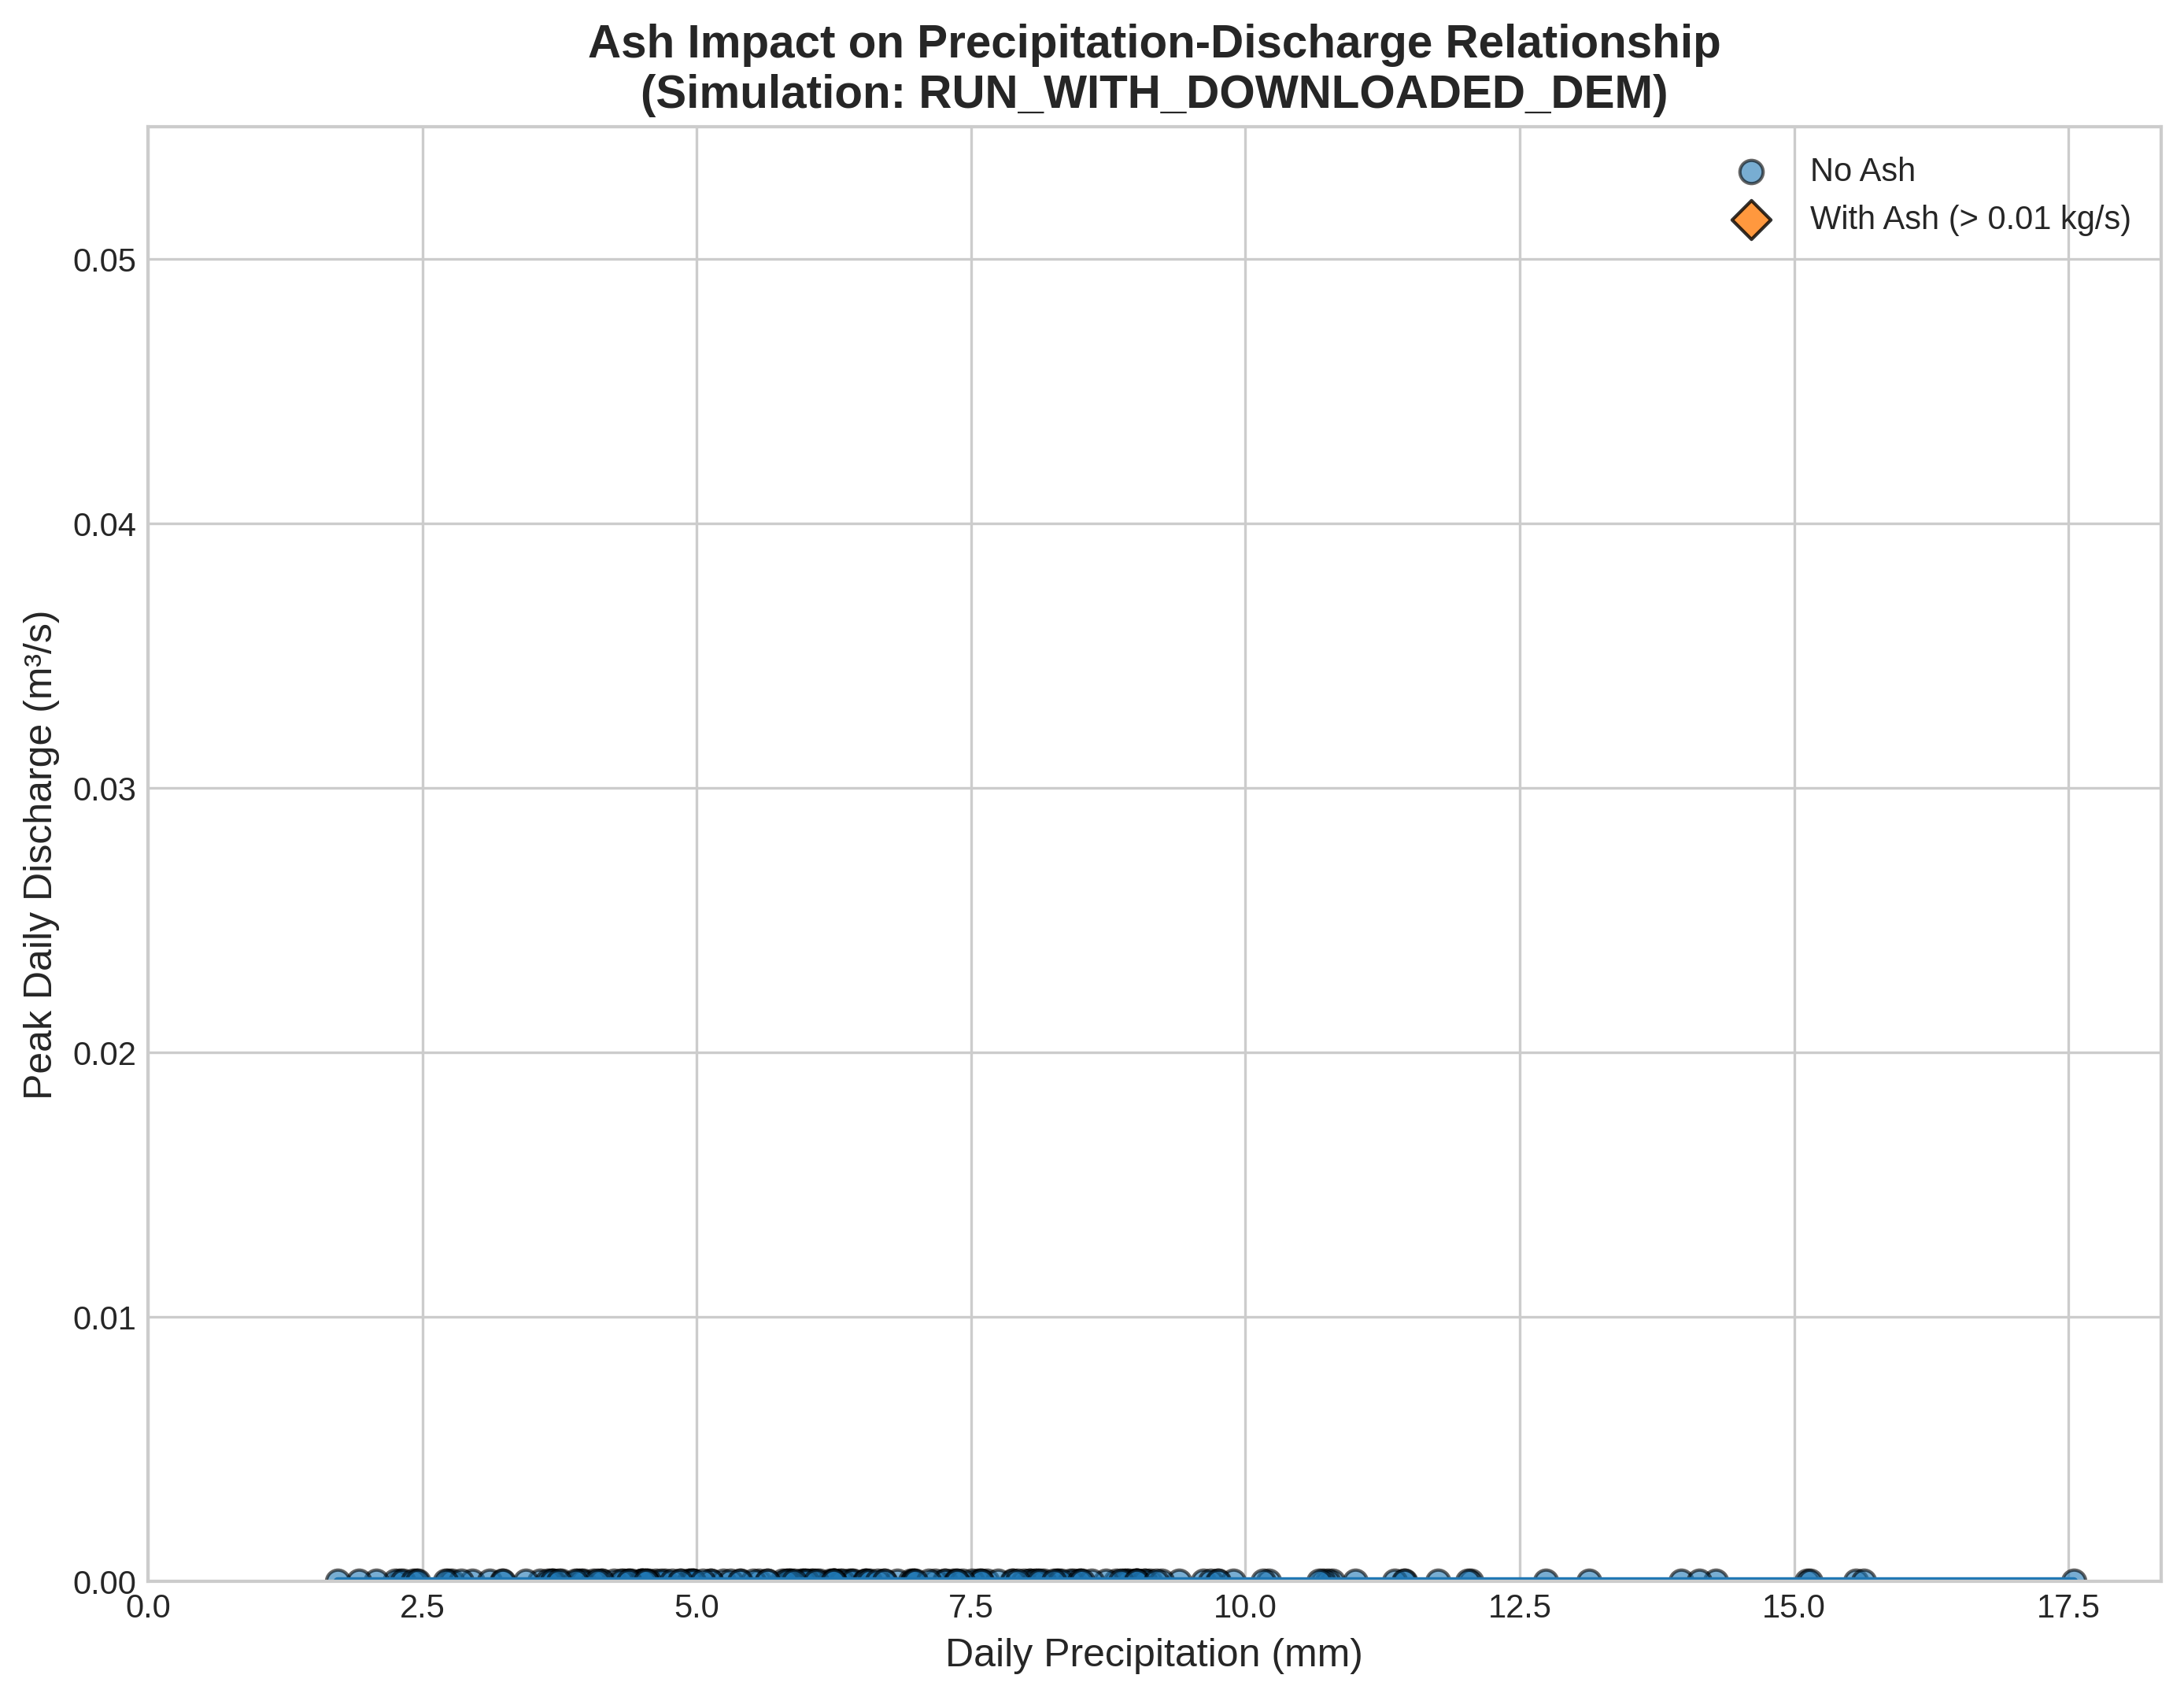 Ash Impact on Precipitation-Discharge Relationship
(Simulation: RUN_WITH_DOWNLOADED_DEM)
No Ash
With Ash (> 0.01 kg/s)
Peak Daily Discharge (m³/s)
0.05
0.04
0.03
0.02
0.01
0.00
0.0 2.5 5.0 7.5 10.0 12.5 15.0 17.5
Daily Precipitation (mm)